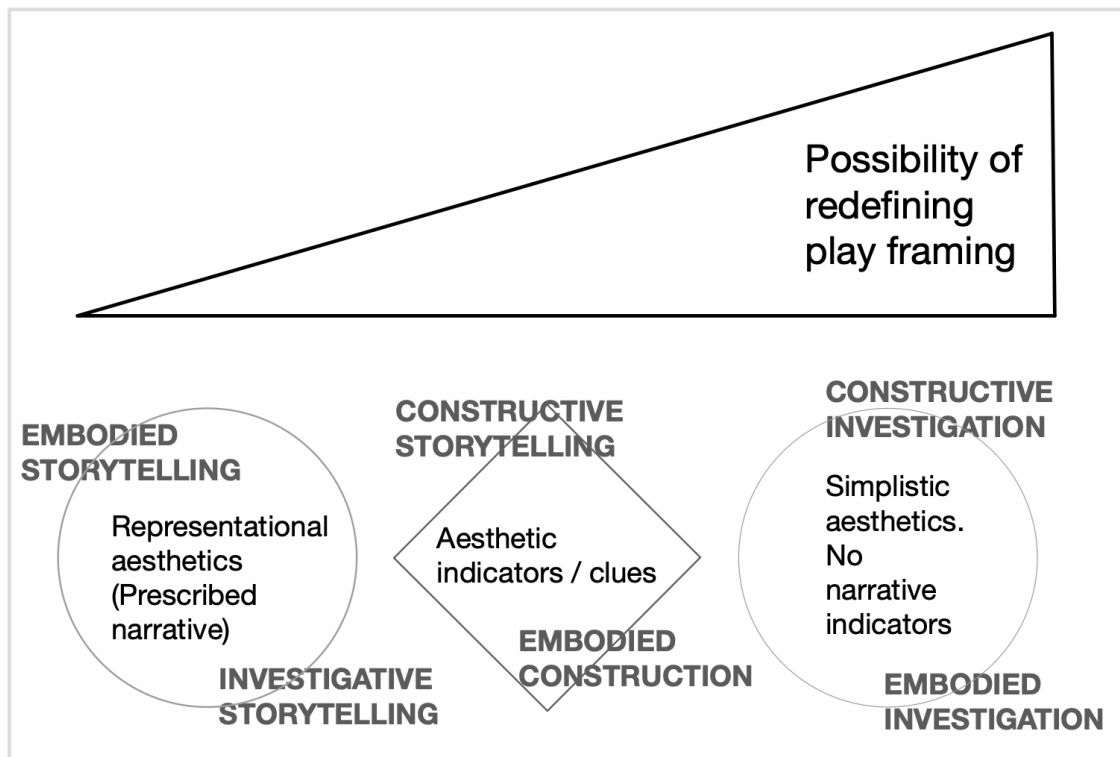 Possibility of
redefining
play framing
EMBODIED
STORYTELLING
Representational
aesthetics
(Prescribed
narrative)
INVESTIGATIVE
STORYTELLING
CONSTRUCTIVE
STORYTELLING
Aesthetic
indicators / clues
EMBODIED
CONSTRUCTION
CONSTRUCTIVE
INVESTIGATION
Simplistic
aesthetics.
No
narrative
indicators
EMBODIED
INVESTIGATION